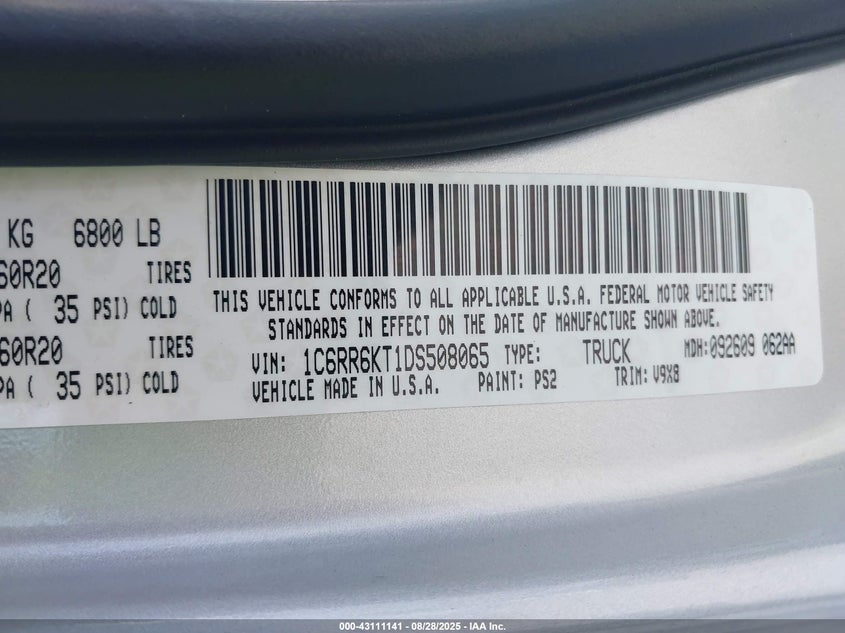 KG 6800 LB
60R20 TIRES
PA ( 35 PSI) COLD
60R20 TIRES
PA ( 35 PSI) COLD
THIS VEHICLE CONFORMS TO ALL APPLICABLE U.S.A. FEDERAL MOTOR VEHICLE SAFETY
STANDARDS IN EFFECT ON THE DATE OF MANUFACTURE SHOWN ABOVE.
VIN: 1C6RR6KT1DS508065 TYPE: TRUCK MDH:092609 062AA
VEHICLE MADE IN U.S.A. PAINT: PS2 TRIM: V9X8
000-43111141 - 08/28/2025 - IAA Inc.